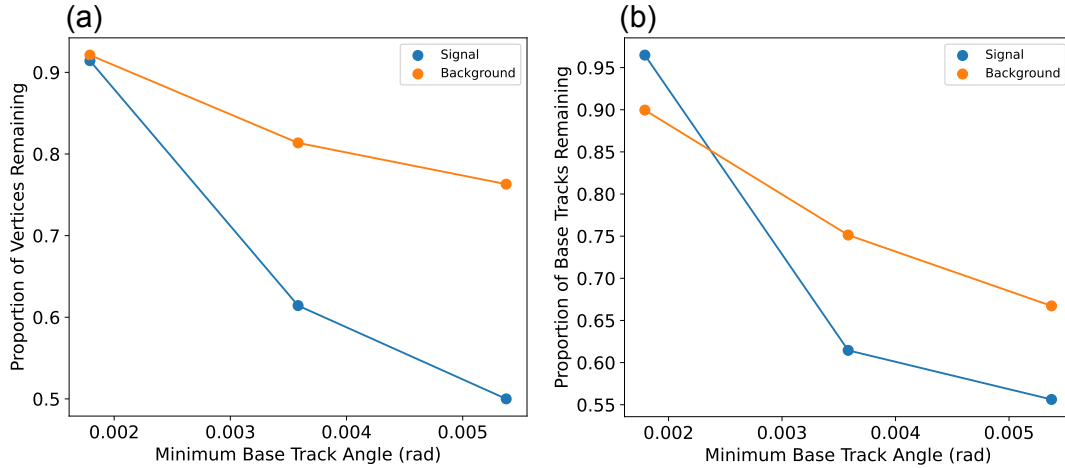 (a)
Proportion of Vertices Remaining
0.9
0.8
0.7
0.6
0.5
Signal
Background
0.002 0.003 0.004 0.005
Minimum Base Track Angle (rad)
(b)
Proportion of Base Tracks Remaining
0.95
0.90
0.85
0.80
0.75
0.70
0.65
0.60
0.55
Signal
Background
0.002 0.003 0.004 0.005
Minimum Base Track Angle (rad)